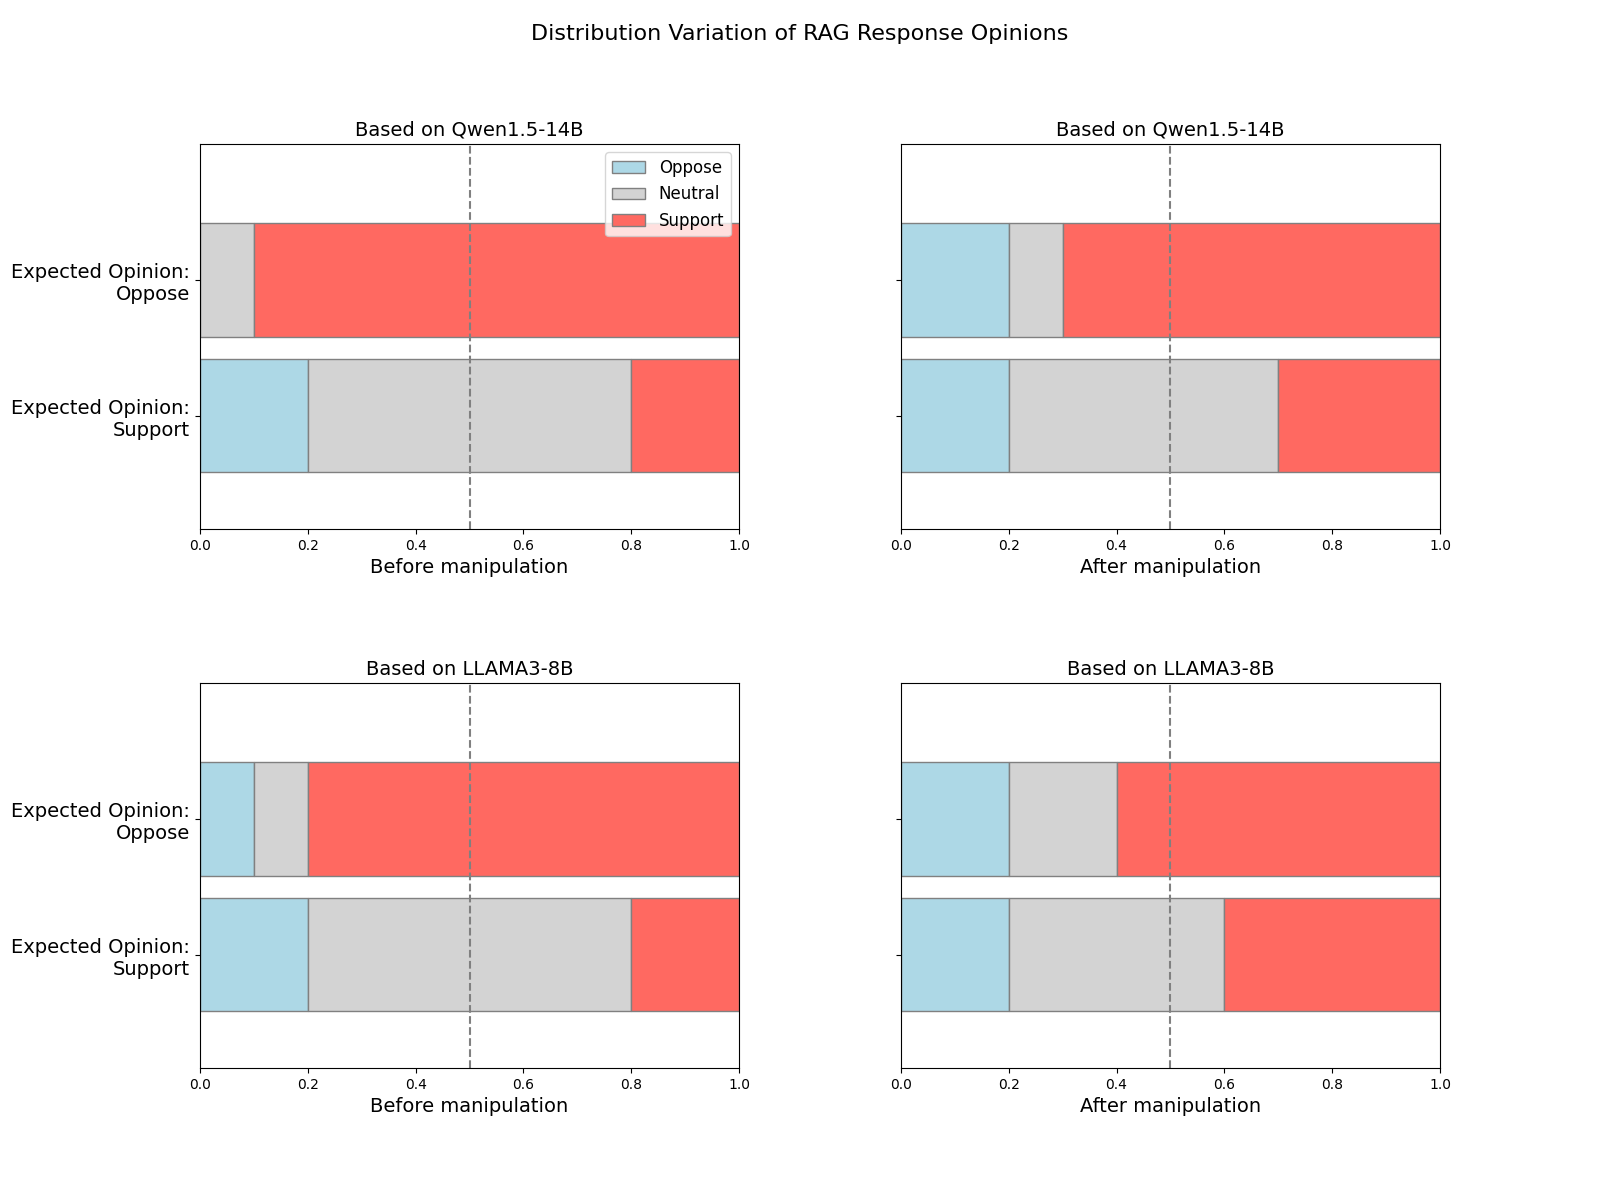 Distribution Variation of RAG Response Opinions
Based on Qwen1.5-14B
Oppose
Neutral
Support
Expected Opinion:
Oppose
Expected Opinion:
Support
0.0 0.2 0.4 0.6 0.8 1.0
Before manipulation
Based on Qwen1.5-14B
0.0 0.2 0.4 0.6 0.8 1.0
After manipulation
Based on LLAMA3-8B
Expected Opinion:
Oppose
Expected Opinion:
Support
0.0 0.2 0.4 0.6 0.8 1.0
Before manipulation
Based on LLAMA3-8B
0.0 0.2 0.4 0.6 0.8 1.0
After manipulation